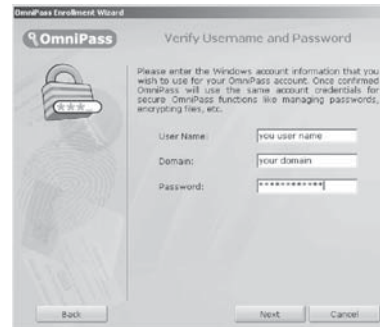 OmniPass Enrollment Wizard
OmniPass
Verify Username and Password
Please enter the Windows account information that you
wish to use for your OmniPass account. Once confirmed
OmniPass will use the same account credentials for
secure OmniPass functions like managing passwords,
encrypting files, etc.
User Name:
you user name
Domain:
your domain
Password:
************
***
Back
Next
Cancel